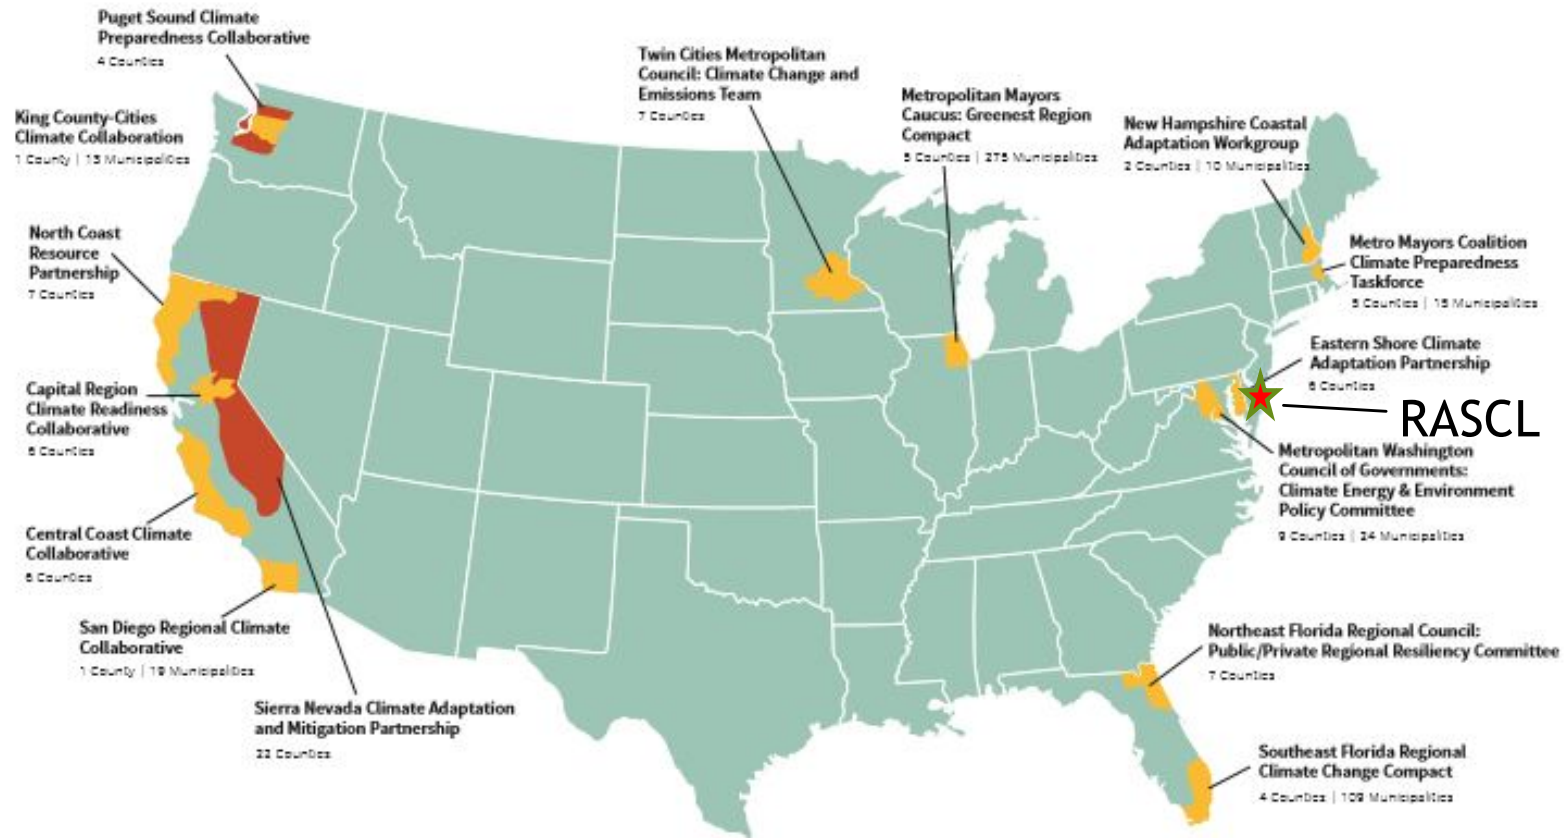 Puget Sound Climate
Preparedness Collaborative
4 Counties
King County-Cities
Climate Collaboration
1 County | 13 Municipalities
North Coast
Resource
Partnership
7 Counties
Capital Region
Climate Readiness
Collaborative
6 Counties
Central Coast Climate
Collaborative
6 Counties
San Diego Regional Climate
Collaborative
1 County | 19 Municipalities
Sierra Nevada Climate Adaptation
and Mitigation Partnership
22 Counties
Twin Cities Metropolitan
Council: Climate Change and
Emissions Team
7 Counties
Metropolitan Mayors
Caucus: Greenest Region
Compact
Counties | 275 Municipalities
New Hampshire Coastal
Adaptation Workgroup
2 Counties | 10 Municipalities
Metro Mayors Coalition
Climate Preparedness
Taskforce
Counties | 15 Municipalities
Eastern Shore Climate
Adaptation Partnership
6 Counties
RASCL
Metropolitan Washington
Council of Governments:
Climate Energy & Environment
Policy Committee
9 Counties | 24 Municipalities
Northeast Florida Regional Council:
Public/Private Regional Resiliency Committee
7 Counties
Southeast Florida Regional
Climate Change Compact
4 Counties | 109 Municipalities